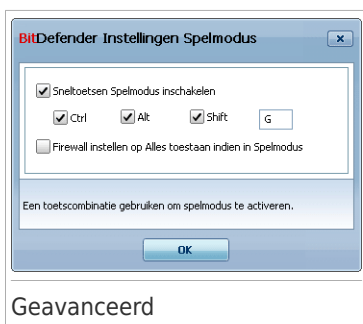 BitDefender Instellingen Spelmodus
Sneltoetsen Spelmodus inschakelen
Ctrl Alt Shift G
Firewall instellen op Alles toestaan indien in Spelmodus
Een toetscombinatie gebruiken om spelmodus te activeren.
OK
Geavanceerd